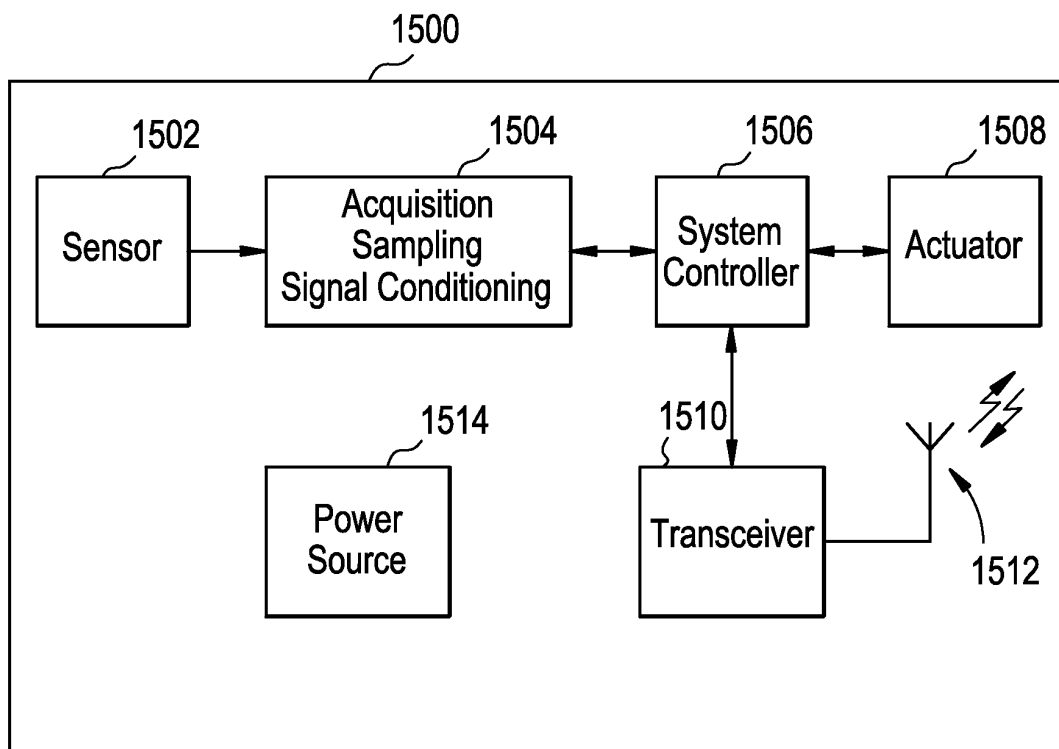 1500
1502
1504
1506
1508
Sensor
Acquisition
Sampling
Signal Conditioning
System
Controller
Actuator
1514
1510
Power
Source
Transceiver
1512